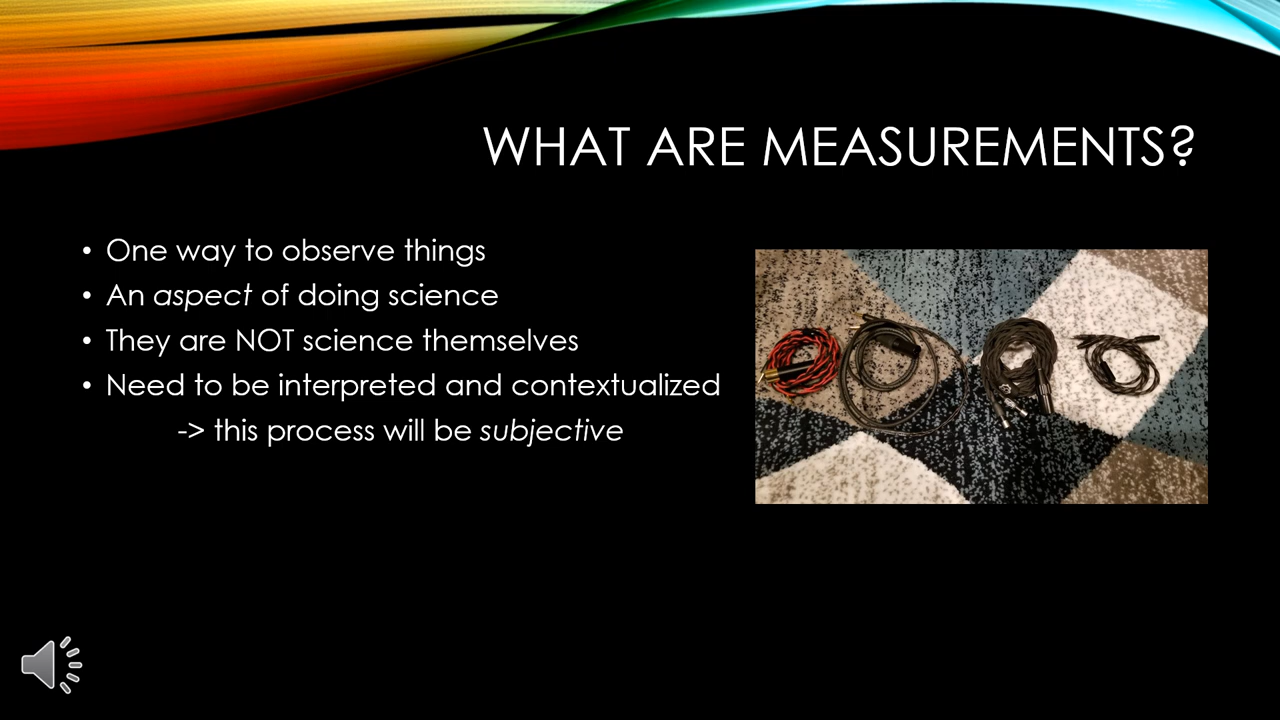 WHAT ARE MEASUREMENTS?
• One way to observe things
• An aspect of doing science
• They are NOT science themselves
• Need to be interpreted and contextualized
-> this process will be subjective